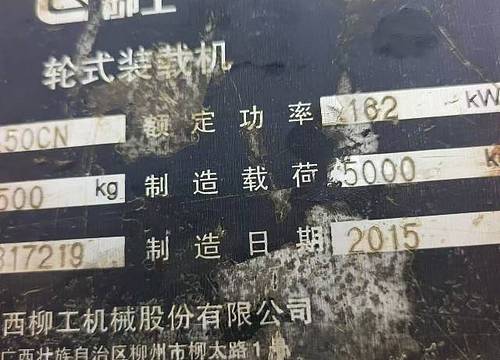 柳工
轮式装载机
50CN 额定功率 162 kW
500 kg 制造载荷 5000 K
317219 制造日期 2015
西柳工机械股份有限公司
广西壮族自治区柳州市柳太路1